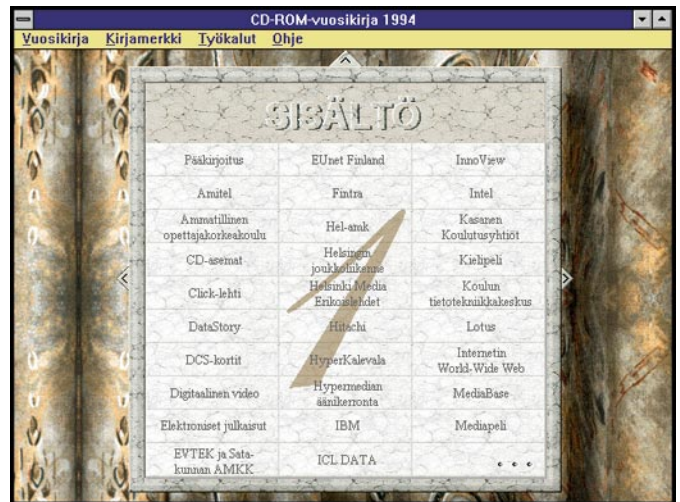 CD-ROM-vuosikirja 1994
Vuosikirja Kirjamerkki Työkalut Ohje
SISÄLTÖ
Pääkirjoitus
EUnet Finland
InnoView
Amitel
Fintra
Intel
Ammatillinen
opettajakorkeakoulu
Hel-amk
Kasanen
Koulutusyhtiöt
CD-asemat
Helsingin
joukkoliikenne
Kielipeli
Click-lehti
Helsinki Media
Erikoislehdet
Koulun
tietotekniikkakeskus
DataStory
Hitachi
Lotus
DCS-kortit
HyperKalevala
Internetin
World-Wide Web
Digitaalinen video
Hypermedian
äänikerronta
MediaBase
Elektroniset julkaisut
IBM
Mediapeli
EVTEK ja Sata-
kunnan AMKK
ICL DATA
• • •